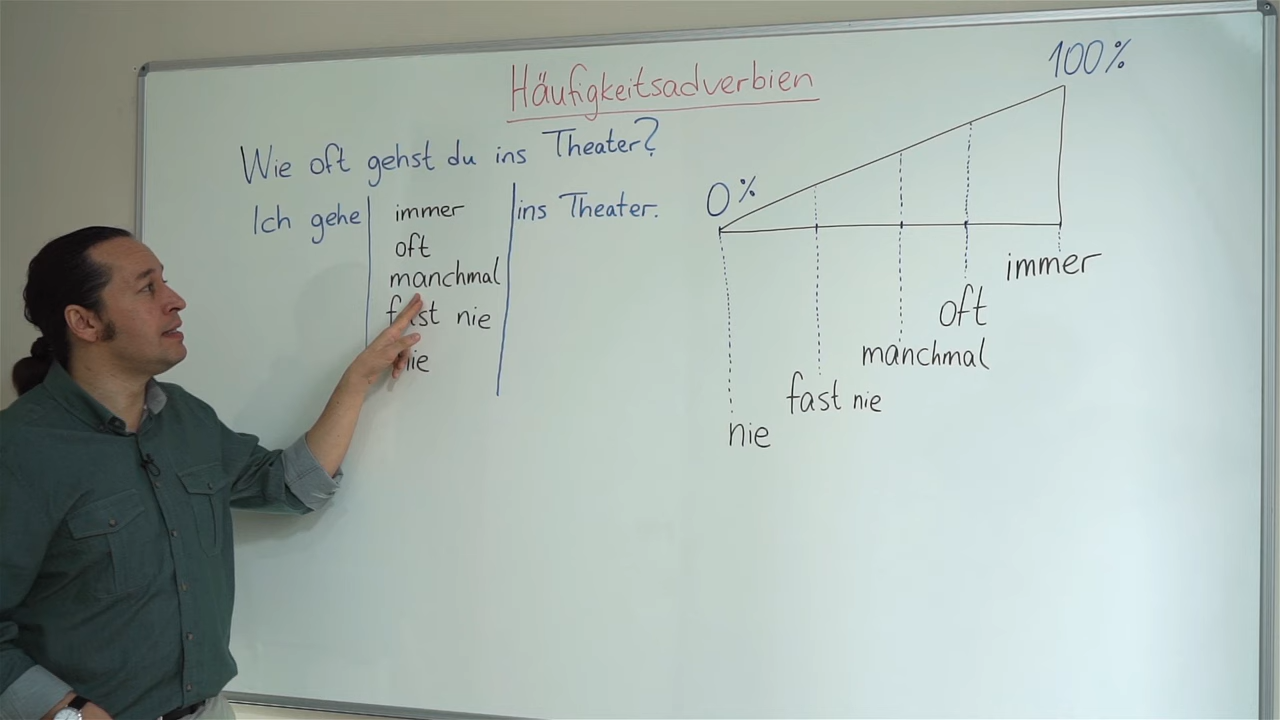 Häufigkeitsadverbien
Wie oft gehst du ins Theater?
Ich gehe immer ins Theater.
oft
manchmal
fast nie
nie
100%
0%
immer
oft
manchmal
fast nie
nie